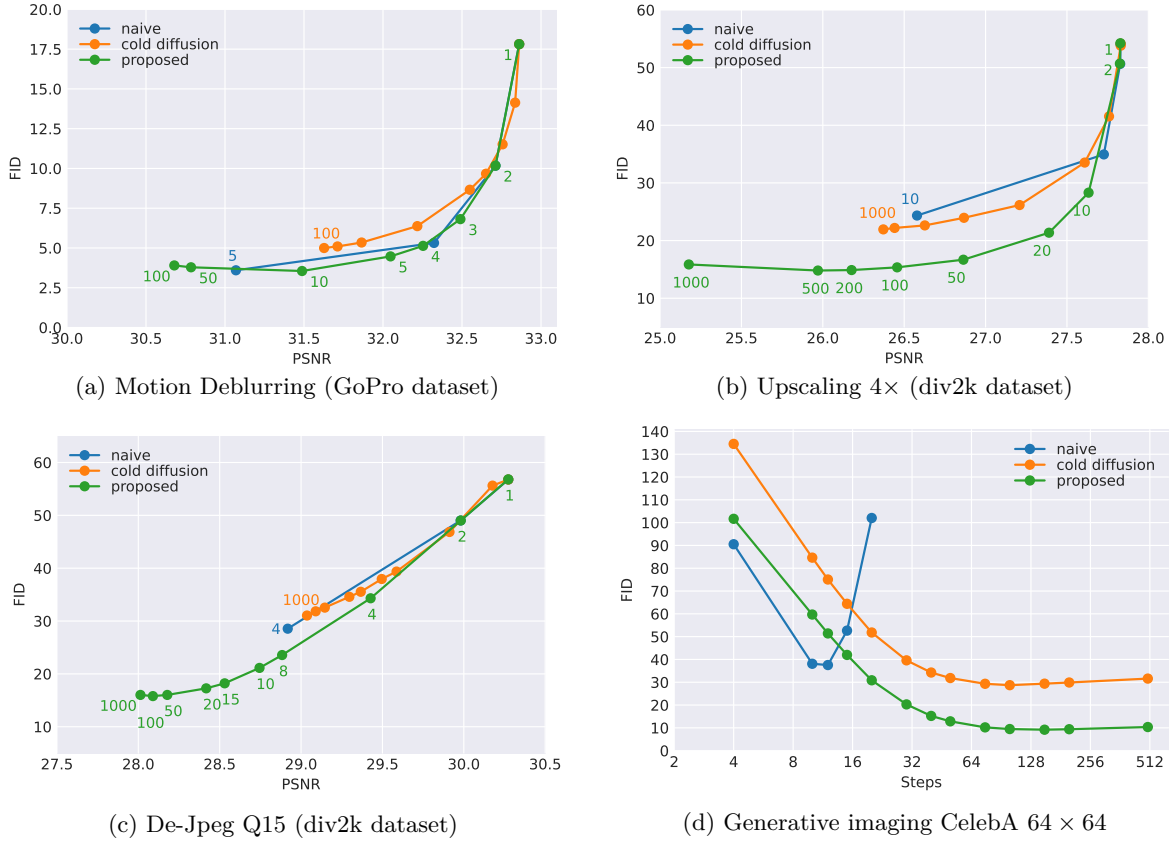 20.0
17.5
15.0
12.5
10.0
7.5
5.0
2.5
0.0
FID
naive
cold diffusion
proposed
1
2
3
4
5
10
50
100
5
100
30.0 30.5 31.0 31.5 32.0 32.5 33.0
PSNR
(a) Motion Deblurring (GoPro dataset)
60
50
40
30
20
10
FID
naive
cold diffusion
proposed
1
2
10
20
50
100
200
500
1000
10
1000
25.0 25.5 26.0 26.5 27.0 27.5 28.0
PSNR
(b) Upscaling 4× (div2k dataset)
60
50
40
30
20
10
FID
naive
cold diffusion
proposed
1
2
4
8
10
15
20
50
100
1000
4
1000
27.5 28.0 28.5 29.0 29.5 30.0 30.5
PSNR
(c) De-Jpeg Q15 (div2k dataset)
140
130
120
110
100
90
80
70
60
50
40
30
20
10
0
FID
naive
cold diffusion
proposed
2 4 8 16 32 64 128 256 512
Steps
(d) Generative imaging CelebA 64 × 64